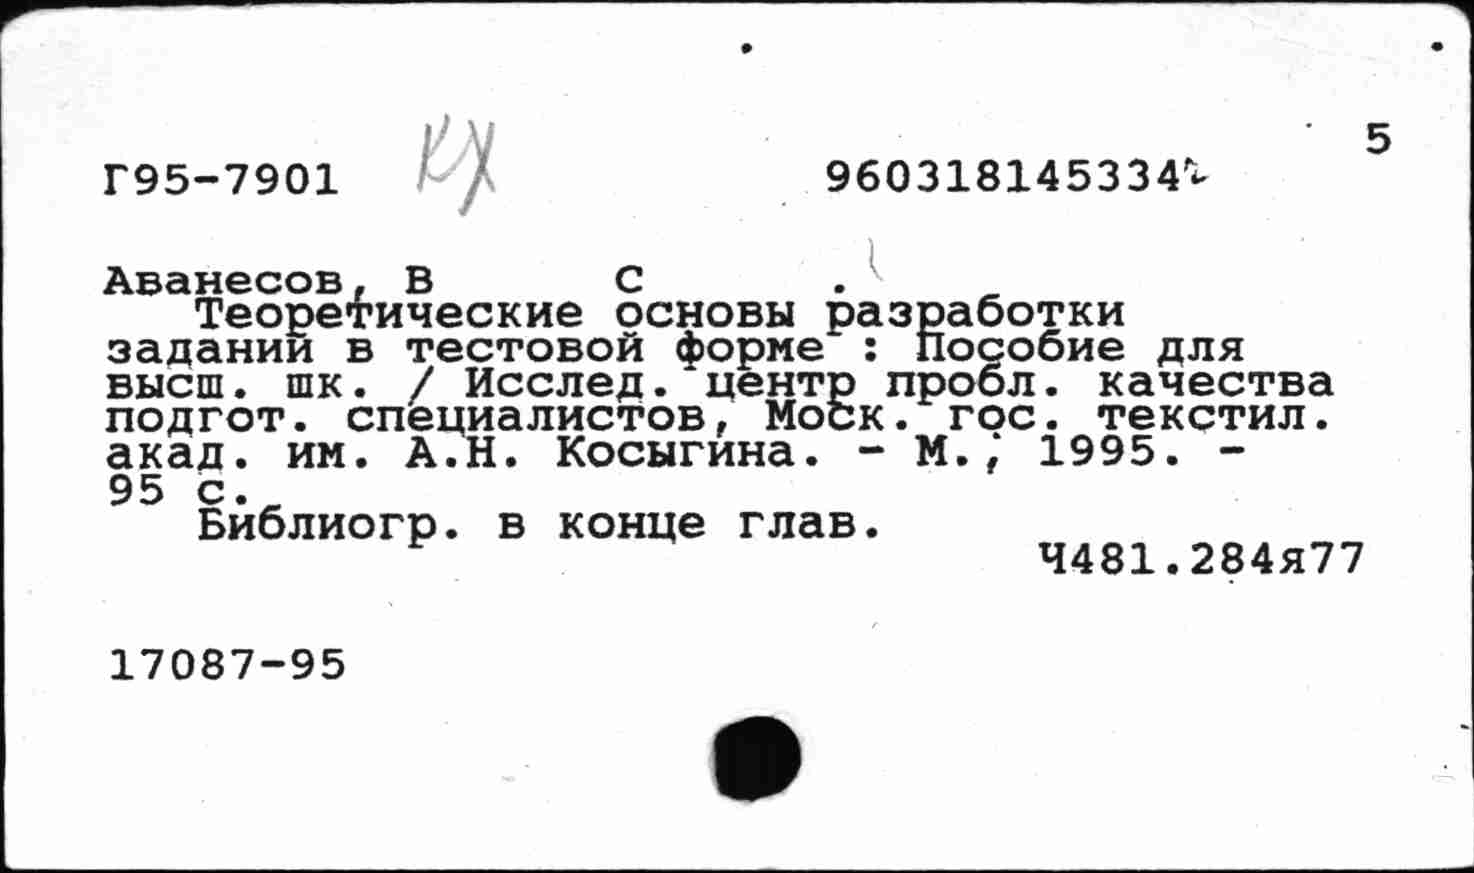 5
Г95-7901 КХ 960318145334
Аванесов, В С .
Теоретические основы разработки
заданий в тестовой форме : Пособие для
высш. шк. / Исслед. центр пробл. качества
подгот. специалистов, Моск. гос. текстил.
акад. им. А.Н. Косыгина. - М., 1995. -
95 с.
Библиогр. в конце глав.
Ч481.284я77
17087-95